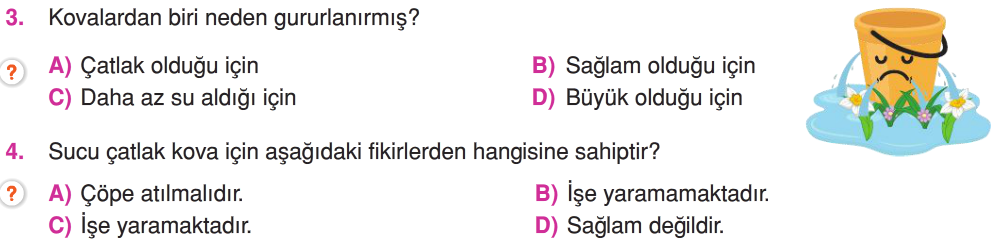 3. Kovalardan biri neden gururlanırmış?
? A) Çatlak olduğu için B) Sağlam olduğu için
C) Daha az su aldığı için D) Büyük olduğu için
4. Sucu çatlak kova için aşağıdaki fikirlerden hangisine sahiptir?
? A) Çöpe atılmalıdır. B) İşe yaramamaktadır.
C) İşe yaramaktadır. D) Sağlam değildir.